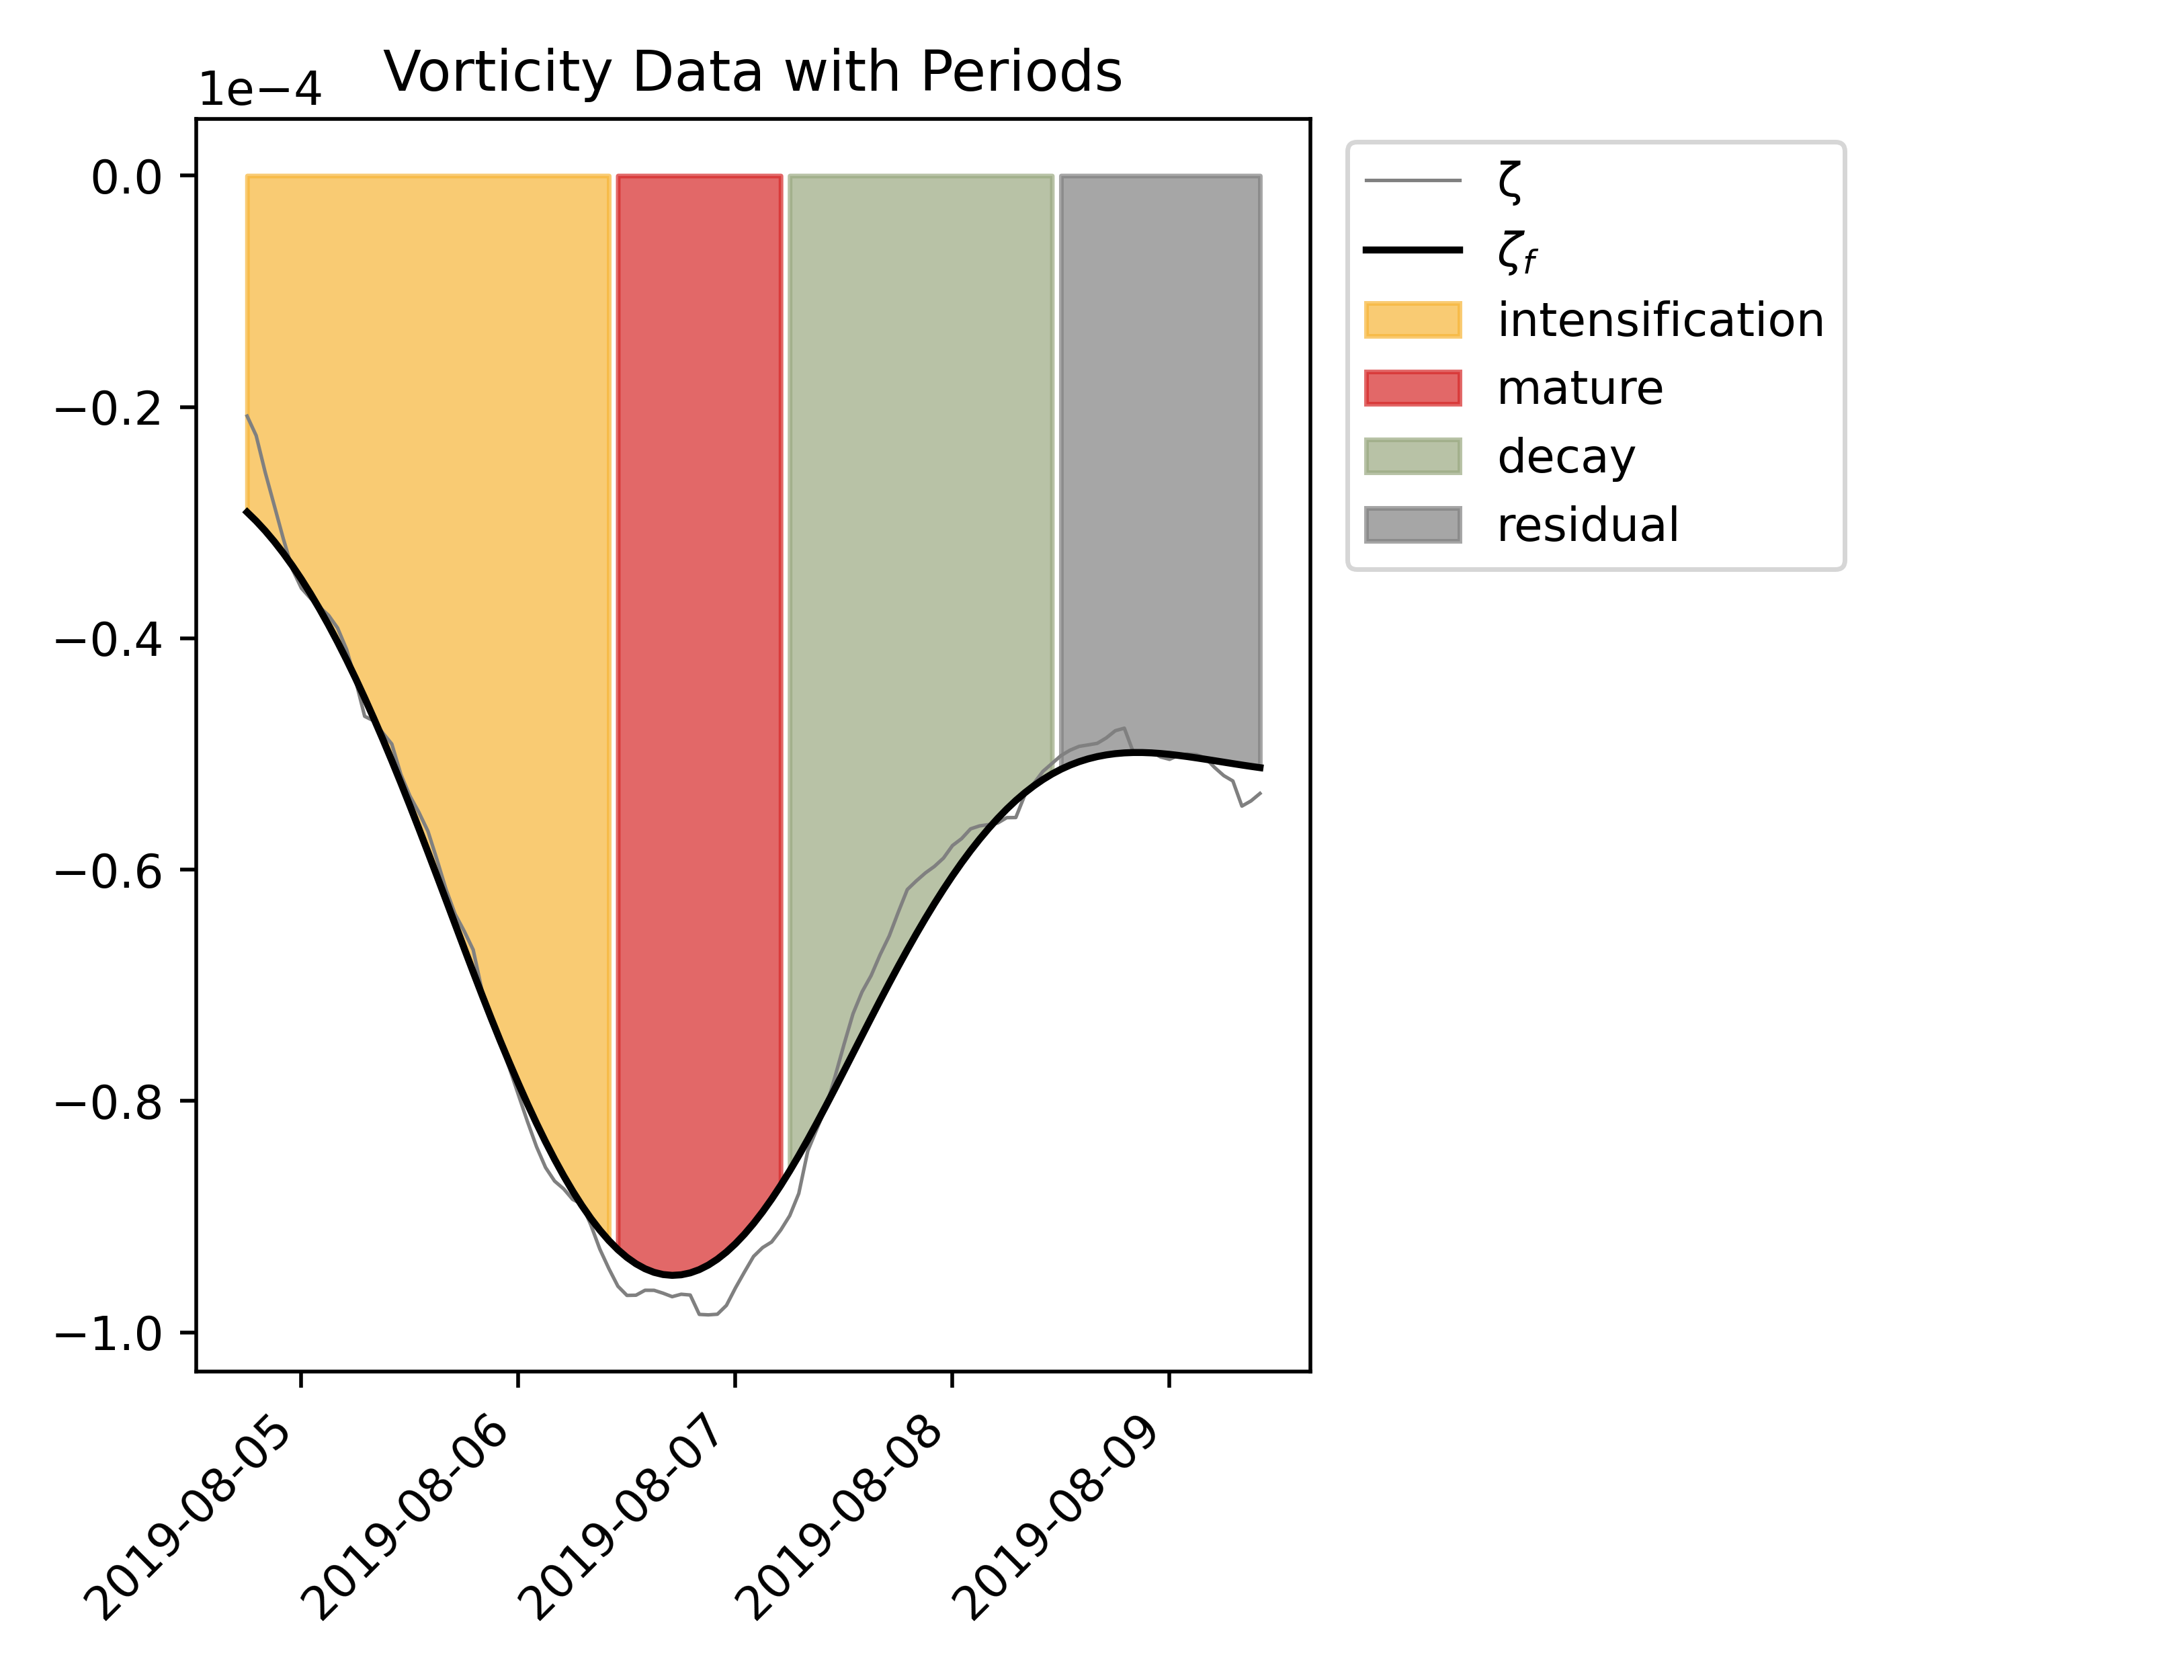 Vorticity Data with Periods
1e−4
0.0
−0.2
−0.4
−0.6
−0.8
−1.0
2019-08-05
2019-08-06
2019-08-07
2019-08-08
2019-08-09
ζ
ζf
intensification
mature
decay
residual